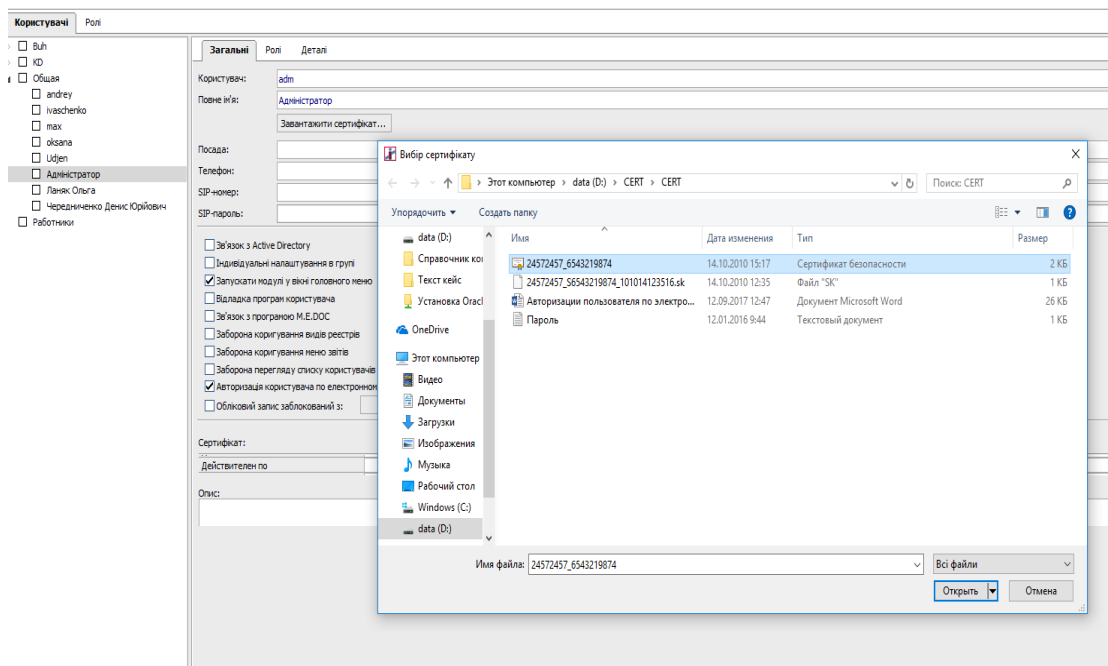 Користувачі Ролі
Buh
KD
Общая
andrey
ivaschenko
max
oksana
Udjen
Адміністратор
Ланяк Ольга
Чередниченко Денис Юрійович
Работники
Загальні Ролі Деталі
Користувач: adm
Повне ім'я: Адміністратор
Завантажити сертифікат...
Посада:
Телефон:
SIP-номер:
SIP-пароль:
Зв'язок з Active Directory
Індивідуальні налаштування в групі
Запускати модулі у вікні головного меню
Відладка програм користувача
Зв'язок з програмою M.E.DOC
Заборона коригування видів реєстрів
Заборона коригування меню звітів
Заборона перегляду списку користувачів
Авторизація користувача по електронном
Обліковий запис заблокований з:
Сертифікат:
Действителен по
Опис:
Вибір сертифікату
Этот компьютер > data (D:) > CERT > CERT
Поиск: CERT
Упорядочить Создать папку
data (D:)
Справочник ко
Текст кейс
Установка Oracl
OneDrive
Этот компьютер
Видео
Документы
Загрузки
Изображения
Музыка
Рабочий стол
Windows (C:)
data (D:)
Имя Дата изменения Тип Размер
24572457_6543219874 14.10.2010 15:17 Сертификат безопасности 2 КБ
24572457_S6543219874_101014123516.sk 14.10.2010 12:35 Файл "SK" 1 КБ
Авторизации пользователя по электро... 12.09.2017 12:47 Документ Microsoft Word 26 КБ
Пароль 12.01.2016 9:44 Текстовый документ 1 КБ
Имя файла: 24572457_6543219874
Всі файли
Открыть Отмена